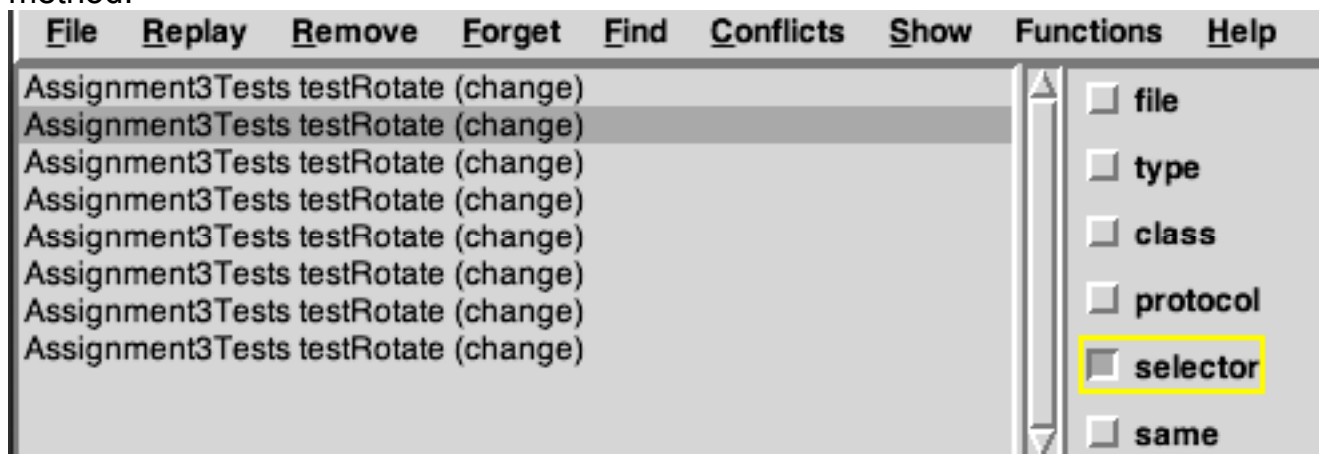 method.
File Replay Remove Forget Find Conflicts Show Functions Help
Assignment3Tests testRotate (change)
Assignment3Tests testRotate (change)
Assignment3Tests testRotate (change)
Assignment3Tests testRotate (change)
Assignment3Tests testRotate (change)
Assignment3Tests testRotate (change)
Assignment3Tests testRotate (change)
Assignment3Tests testRotate (change)
file
type
class
protocol
selector
same